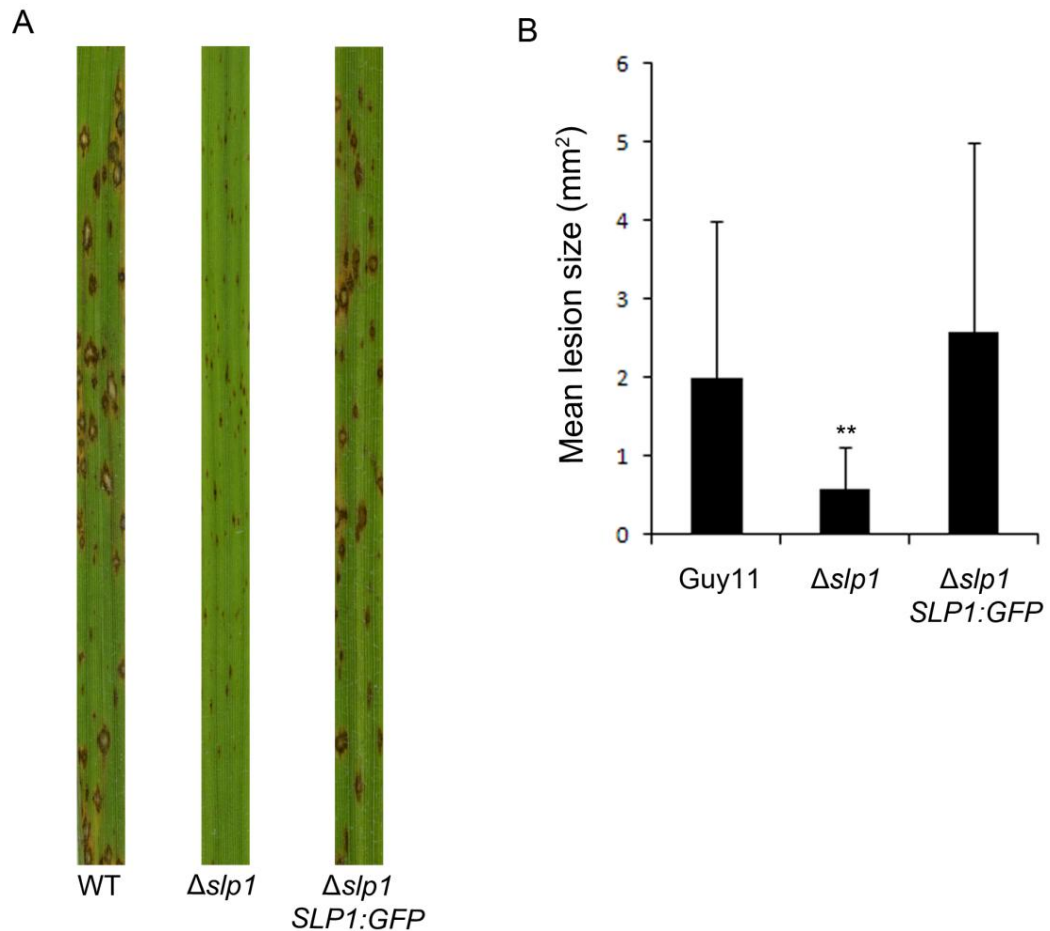 A
WT
Δslp1
Δslp1
SLP1:GFP
B
Mean lesion size (mm²)
6
5
4
3
2
1
0
**
Guy11
Δslp1
Δslp1
SLP1:GFP